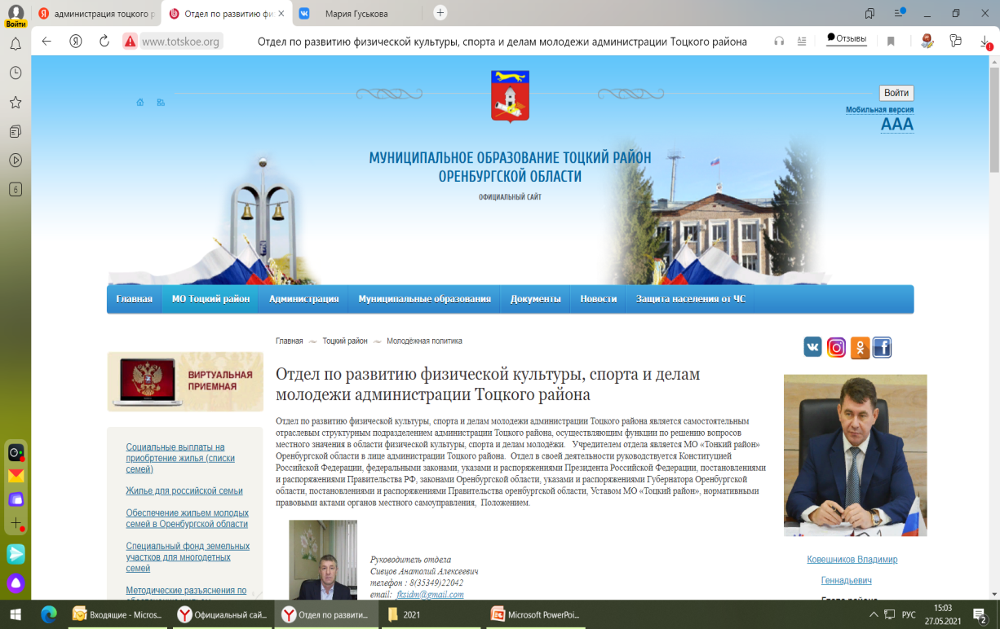 Войти
администрация тоцкого р
Отдел по развитию фи
Мария Гуськова
www.totskoe.org
Отдел по развитию физической культуры, спорта и делам молодежи администрации Тоцкого района
Отзывы
6
Войти
Мобильная версия
AAA
МУНИЦИПАЛЬНОЕ ОБРАЗОВАНИЕ ТОЦКИЙ РАЙОН
ОРЕНБУРГСКОЙ ОБЛАСТИ
ОФИЦИАЛЬНЫЙ САЙТ
Главная МО Тоцкий район Администрация Муниципальные образования Документы Новости Защита населения от ЧС
Главная Тоцкий район Молодёжная политика
ВИРТУАЛЬНАЯ
ПРИЕМНАЯ
Социальные выплаты на
приобртение жилья (списки
семей)
Жилье для российской семьи
Обеспечение жильем молодых
семей в Оренбургской области
Специальный фонд земельных
участков для многодетных
семей
Методические разъяснения по
Отдел по развитию физической культуры, спорта и делам
молодежи администрации Тоцкого района
Отдел по развитию физической культуры, спорта и делам молодежи администрации Тоцкого района является самостоятельным
отраслевым структурным подразделением администрации Тоцкого района, осуществляющим функции по решению вопросов
местного значения в области физической культуры, спорта и делам молодёжи. Учредителем отдела является МО «Тонкий район»
Оренбургской области в лице администрации Тоцкого района. Отдел в своей деятельности руководствуется Конституцией
Российской Федерации, федеральными законами, указами и распоряжениями Президента Российской Федерации, постановлениями
и распоряжениями Правительства РФ, законами Оренбургской области, указами и распоряжениями Губернатора Оренбургской
области, постановлениями и распоряжениями Правительства оренбургской области, Уставом МО «Тоцкий район», нормативными
правовыми актами органов местного самоуправления, Положением.
Руководитель отдела
Сивцов Анатолий Алексеевич
телефон : 8(35349)22042
email: fksidm@gmail.com
Ковешников Владимир
Геннадьевич
Входящие - Micros...
Официальный сай...
Отдел по развити...
2021
Microsoft PowerPoi...
РУС
15:03
27.05.2021
2